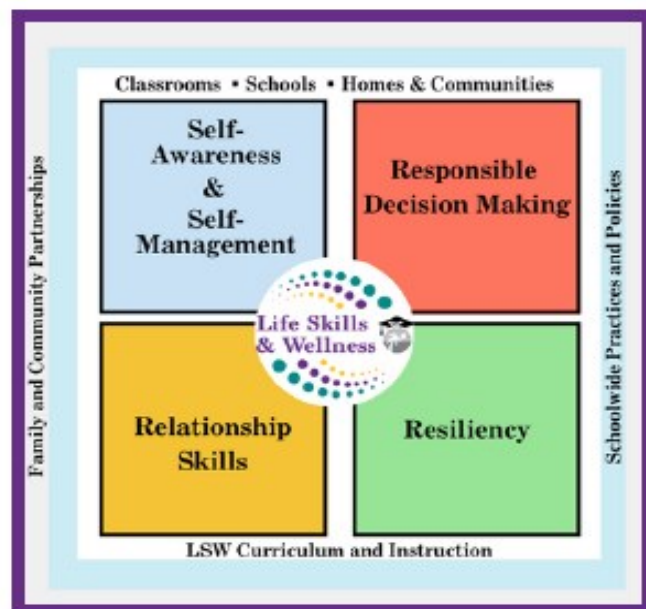 Classrooms • Schools • Homes & Communities
Self-
Awareness
&
Self-
Management
Responsible
Decision Making
Family and Community Partnerships
Life Skills
& Wellness
Schoolwide Practices and Policies
Relationship
Skills
Resiliency
LSW Curriculum and Instruction